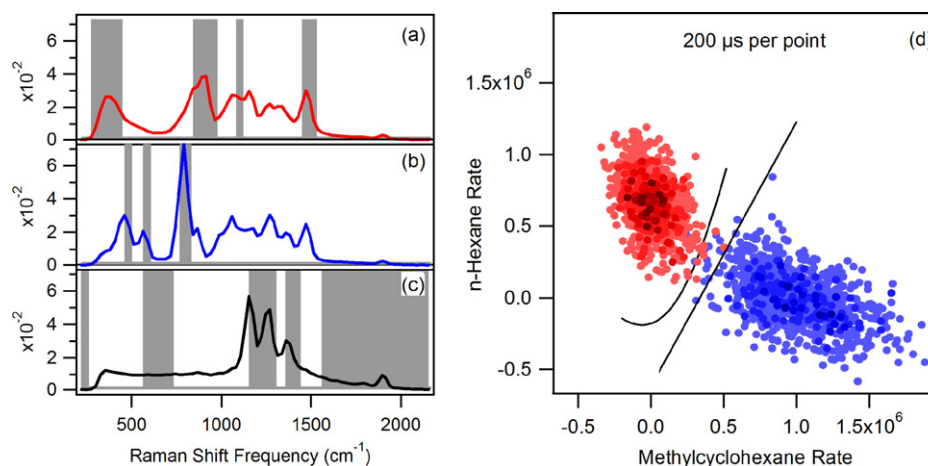 (a)
x10-2
6
4
2
0
(b)
x10-2
6
4
2
0
(c)
x10-2
6
4
2
0
500 1000 1500 2000
Raman Shift Frequency (cm-1)
200 µs per point (d)
n-Hexane Rate
1.5x10^6
1.0
0.5
0.0
-0.5
-0.5 0.0 0.5 1.0 1.5x10^6
Methylcyclohexane Rate